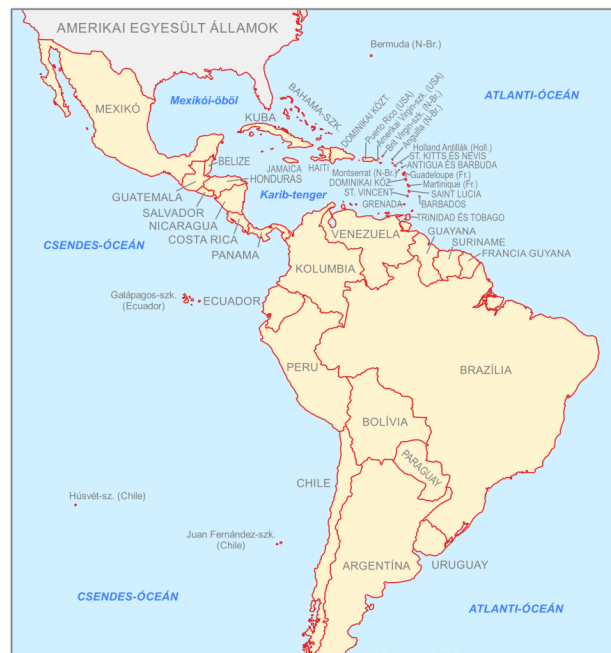 AMERIKAI EGYESÜLT ÁLLAMOK
Bermuda (N-Br.)
MEXIKÓ
Mexikói-öböl
ATLANTI-ÓCEÁN
BAHAMA-SZK.
KUBA
DOMINIKAI KÖZT.
Puerto Rico (USA)
Amerikai Virgin-szk. (USA)
Brit Virgin-szk. (N-Br.)
Anguilla (N-Br.)
Holland Antillák (Holl.)
ST. KITTS ÉS NEVIS
ANTIGUA ÉS BARBUDA
Guadeloupe (Fr.)
Martinique (Fr.)
BELIZE
JAMAICA
HAITI
Montserrat (N-Br.)
HONDURAS
DOMINIKAI KÖZ.
GUATEMALA
Karib-tenger
ST. VINCENT
SAINT LUCIA
BARBADOS
SALVADOR
GRENADA
NICARAGUA
TRINIDAD ÉS TOBAGO
COSTA RICA
VENEZUELA
GUAYANA
CSENDES-ÓCEÁN
SURINAME
PANAMA
FRANCIA GUYANA
KOLUMBIA
Galápagos-szk.
(Ecuador)
ECUADOR
PERU
BRAZÍLIA
BOLÍVIA
PARAGUAY
CHILE
Húsvét-sz. (Chile)
Juan Fernández-szk.
(Chile)
ARGENTÍNA
URUGUAY
CSENDES-ÓCEÁN
ATLANTI-ÓCEÁN